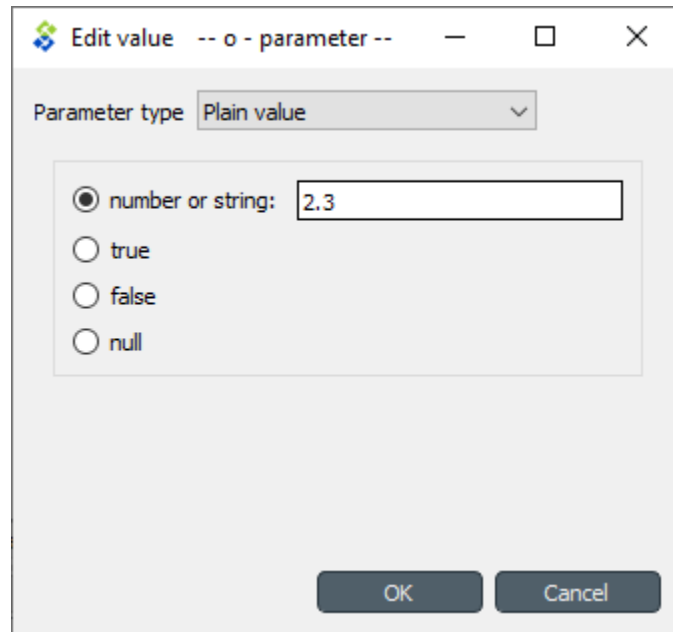 Edit value -- o - parameter --
Parameter type Plain value
number or string: 2.3
true
false
null
OK Cancel